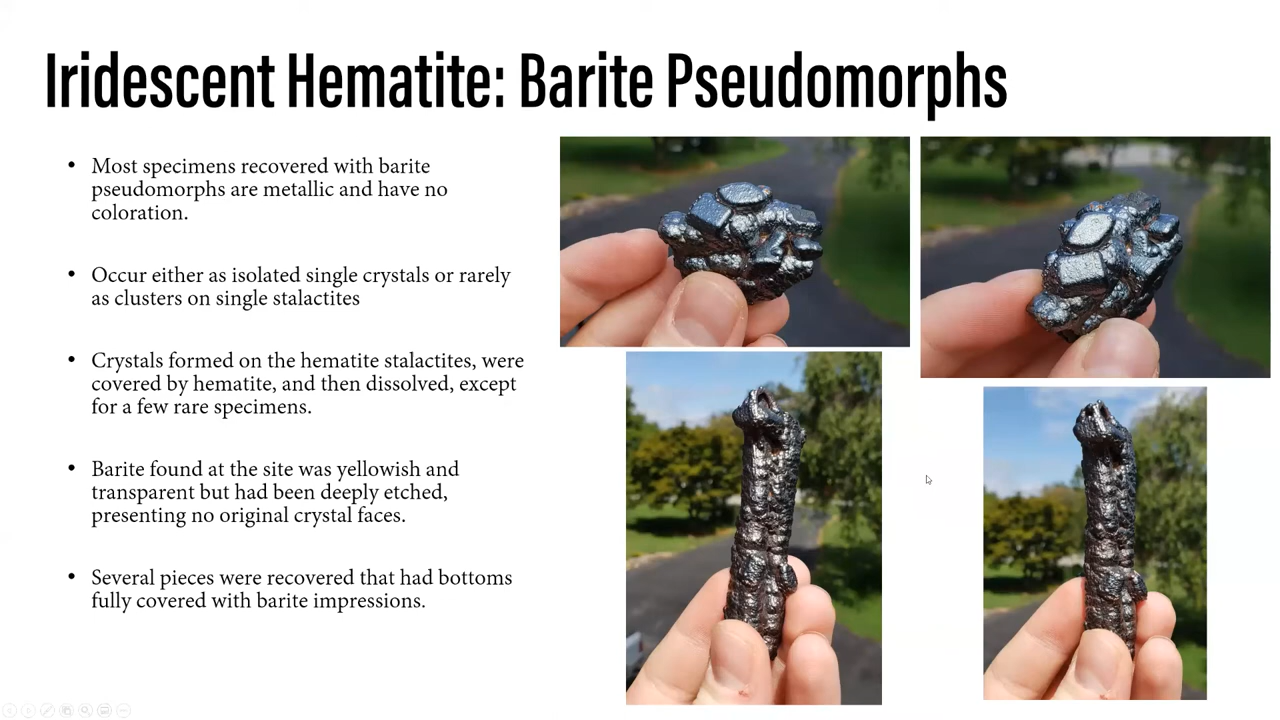 Iridescent Hematite: Barite Pseudomorphs
• Most specimens recovered with barite
pseudomorphs are metallic and have no
coloration.
• Occur either as isolated single crystals or rarely
as clusters on single stalactites
• Crystals formed on the hematite stalactites, were
covered by hematite, and then dissolved, except
for a few rare specimens.
• Barite found at the site was yellowish and
transparent but had been deeply etched,
presenting no original crystal faces.
• Several pieces were recovered that had bottoms
fully covered with barite impressions.